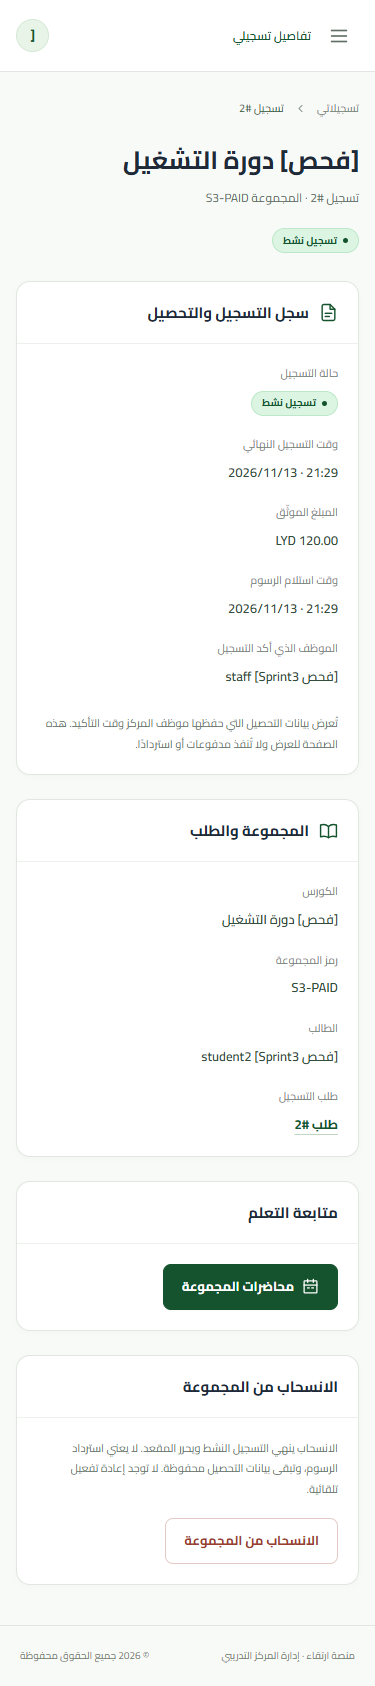 تفاصيل تسجيلي
[
تسجيلاتي
تسجيل #2
[فحص] دورة التشغيل
تسجيل #2 · المجموعة S3-PAID
تسجيل نشط
سجل التسجيل والتحصيل
حالة التسجيل
تسجيل نشط
وقت التسجيل النهائي
2026/11/13 · 21:29
المبلغ الموثّق
LYD 120.00
وقت استلام الرسوم
2026/11/13 · 21:29
الموظف الذي أكد التسجيل
staff [Sprint3 فحص]
تُعرض بيانات التحصيل التي حفظها موظف المركز وقت التأكيد. هذه
الصفحة للعرض ولا تُنفذ مدفوعات أو استردادًا.
المجموعة والطلب
الكورس
[فحص] دورة التشغيل
رمز المجموعة
S3-PAID
الطالب
student2 [Sprint3 فحص]
طلب التسجيل
طلب #2
متابعة التعلم
محاضرات المجموعة
الانسحاب من المجموعة
الانسحاب ينهي التسجيل النشط ويحرر المقعد. لا يعني استرداد
الرسوم، وتبقى بيانات التحصيل محفوظة. لا توجد إعادة تفعيل
تلقائية.
الانسحاب من المجموعة
منصة ارتقاء · إدارة المركز التدريبي
© 2026 جميع الحقوق محفوظة